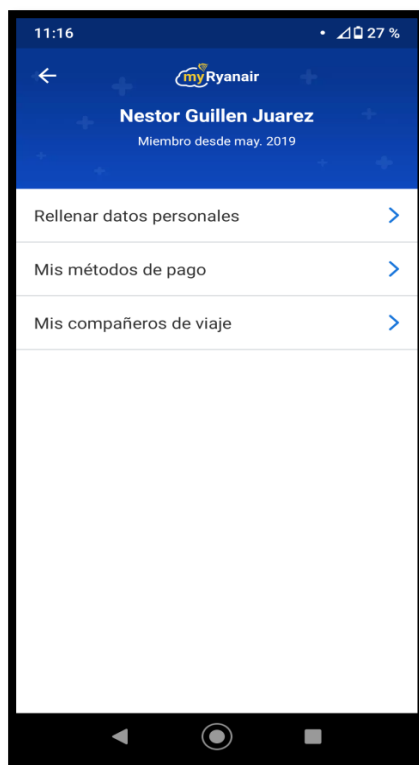 11:16 27 %
myRyanair
Nestor Guillen Juarez
Miembro desde may. 2019
Rellenar datos personales
Mis métodos de pago
Mis compañeros de viaje